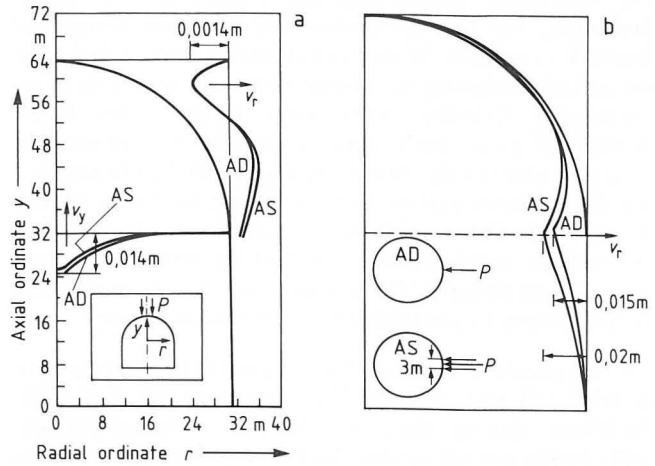 a
b
y
m
64
56
48
40
32
24
16
8
0
Axial ordinate y
0,0014m
v_r
AD
AS
v_y
AS
AD
0,014m
P
y
r
0 8 16 24 32 m 40
Radial ordinate r
AS
AD
v_r
AD
P
0,015m
AS
3m
P
0,02m